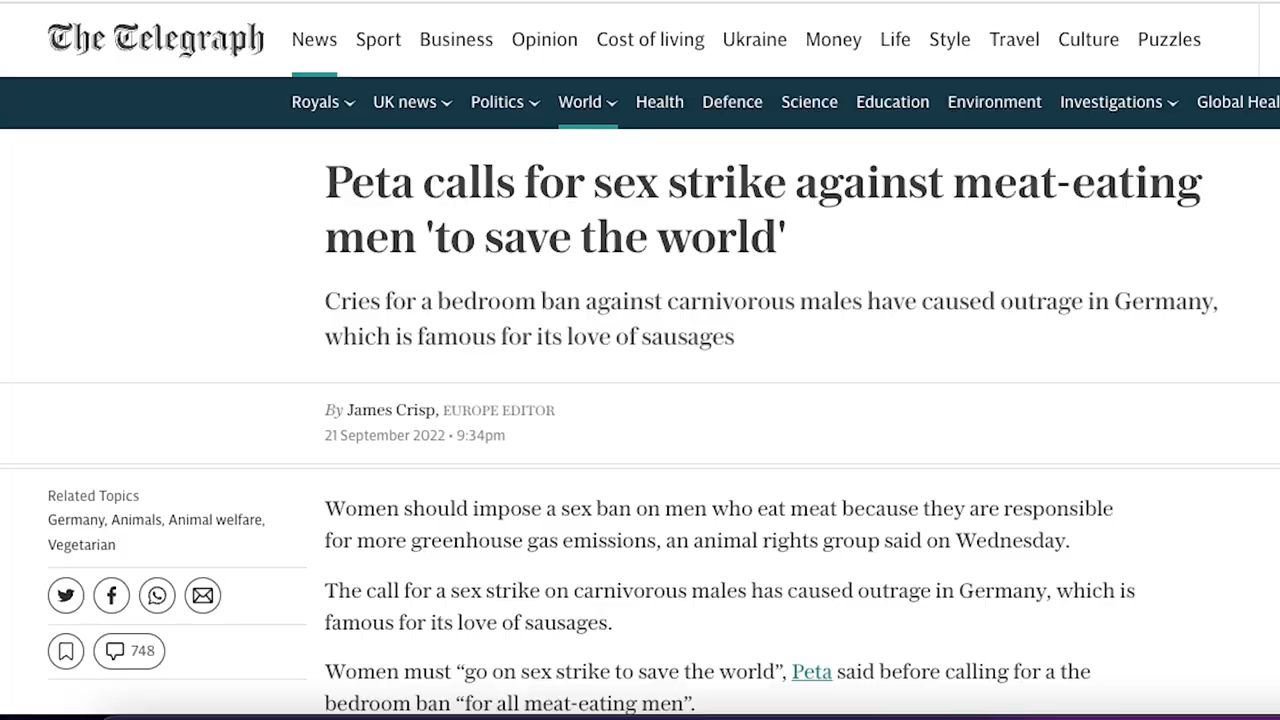 The Telegraph
News Sport Business Opinion Cost of living Ukraine Money Life Style Travel Culture Puzzles
Royals UK news Politics World Health Defence Science Education Environment Investigations Global Heal
Peta calls for sex strike against meat-eating
men 'to save the world'
Cries for a bedroom ban against carnivorous males have caused outrage in Germany,
which is famous for its love of sausages
By James Crisp, EUROPE EDITOR
21 September 2022 • 9:34pm
Related Topics
Germany, Animals, Animal welfare,
Vegetarian
748
Women should impose a sex ban on men who eat meat because they are responsible
for more greenhouse gas emissions, an animal rights group said on Wednesday.
The call for a sex strike on carnivorous males has caused outrage in Germany, which is
famous for its love of sausages.
Women must “go on sex strike to save the world”, Peta said before calling for a the
bedroom ban “for all meat-eating men”.